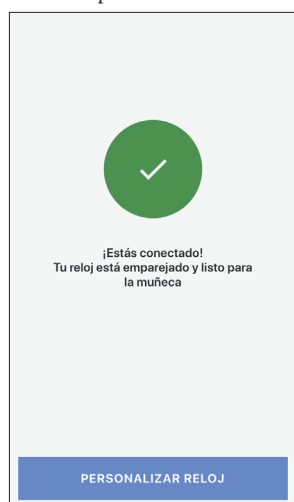 ¡Estás conectado!
Tu reloj está emparejado y listo para
la muñeca
PERSONALIZAR RELOJ